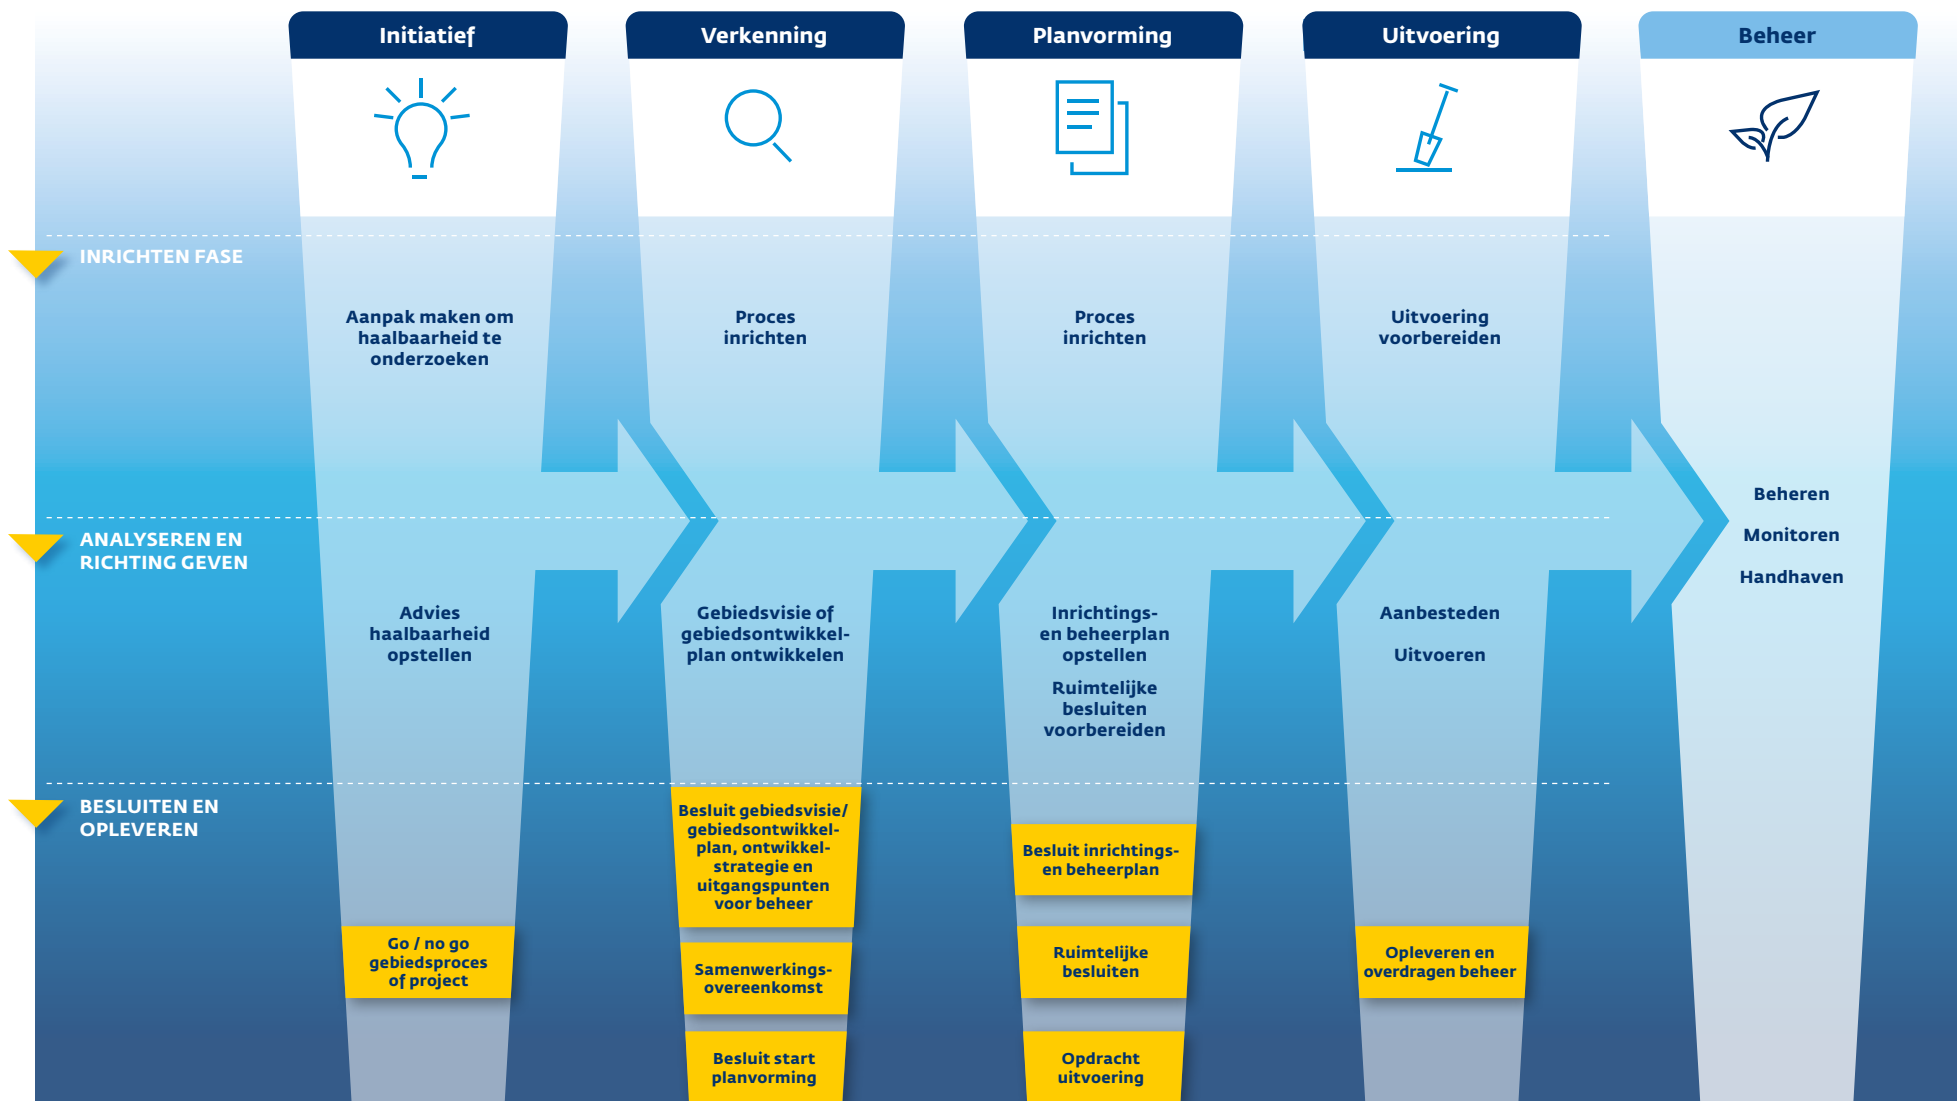 Initiatief
Verkenning
Planvorming
Uitvoering
Beheer
INRICHTEN FASE
Aanpak maken om
haalbaarheid te
onderzoeken
Proces
inrichten
Proces
inrichten
Uitvoering
voorbereiden
ANALYSEREN EN
RICHTING GEVEN
Advies
haalbaarheid
opstellen
Gebiedsvisie of
gebiedsontwikkel-
plan ontwikkelen
Inrichtings-
en beheerplan
opstellen
Ruimtelijke
besluiten
voorbereiden
Aanbesteden
Uitvoeren
Beheren
Monitoren
Handhaven
BESLUITEN EN
OPLEVEREN
Go / no go
gebiedsproces
of project
Besluit gebiedsvisie/
gebiedsontwikkel-
plan, ontwikkel-
strategie en
uitgangspunten
voor beheer
Samenwerkings-
overeenkomst
Besluit start
planvorming
Besluit inrichtings-
en beheerplan
Ruimtelijke
besluiten
Opdracht
uitvoering
Opleveren en
overdragen beheer